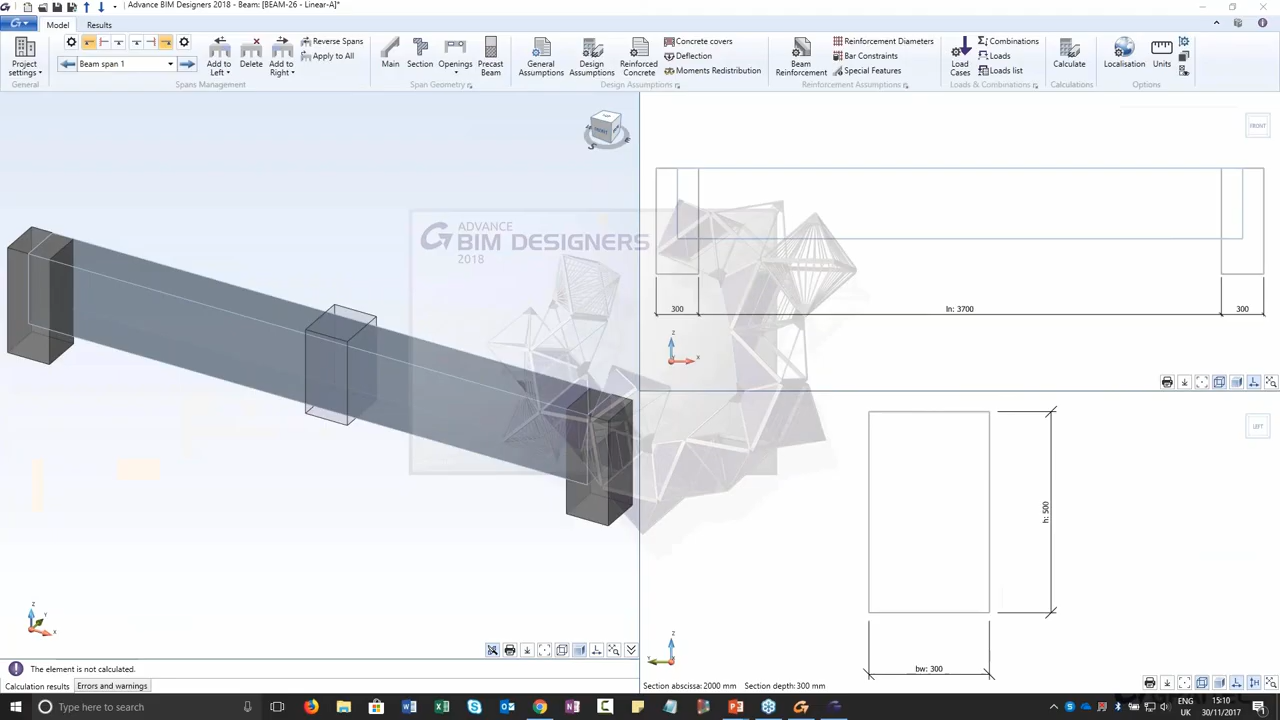 Advance BIM Designers 2018 - Beam: [BEAM-26 - Linear-A]*
Model
Results
Project settings
General
Beam span 1
Add to Left
Delete
Add to Right
Reverse Spans
Apply to All
Spans Management
Main
Section
Openings
Precast Beam
Span Geometry
General Assumptions
Design Assumptions
Reinforced Concrete
Concrete covers
Deflection
Moments Redistribution
Design Assumptions
Beam Reinforcement
Reinforcement Diameters
Bar Constraints
Special Features
Reinforcement Assumptions
Load Cases
Combinations
Loads
Loads list
Loads & Combinations
Calculate
Calculations
Localisation
Units
Options
FRONT
FRONT
ADVANCE
BIM DESIGNERS
2018
300
ln: 3700
300
Z
X
LEFT
h: 500
bw: 300
Z
Y
X
Z
Y
Section abscissa: 2000 mm
Section depth: 300 mm
The element is not calculated.
Calculation results
Errors and warnings
Type here to search
ENG
UK
15:10
30/11/2017